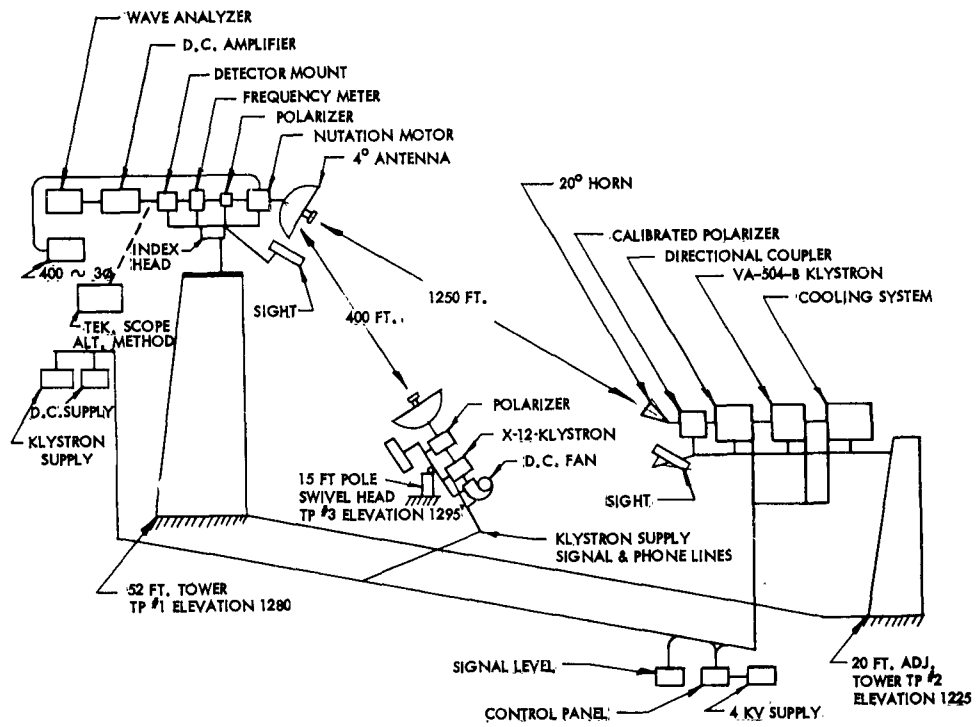 WAVE ANALYZER
D.C. AMPLIFIER
DETECTOR MOUNT
FREQUENCY METER
POLARIZER
NUTATION MOTOR
4° ANTENNA
20° HORN
CALIBRATED POLARIZER
DIRECTIONAL COUPLER
VA-504-B KLYSTRON
COOLING SYSTEM
INDEX
HEAD
400 ~ 3Ø
SIGHT
1250 FT.
400 FT.
TEK. SCOPE
ALT. METHOD
D.C. SUPPLY
KLYSTRON
SUPPLY
POLARIZER
X-12-KLYSTRON
D.C. FAN
15 FT POLE
SWIVEL HEAD
TP #3 ELEVATION 1295'
SIGHT
KLYSTRON SUPPLY
SIGNAL & PHONE LINES
52 FT. TOWER
TP #1 ELEVATION 1280
SIGNAL LEVEL
CONTROL PANEL
4 KV SUPPLY
20 FT. ADJ.
TOWER TP #2
ELEVATION 1225